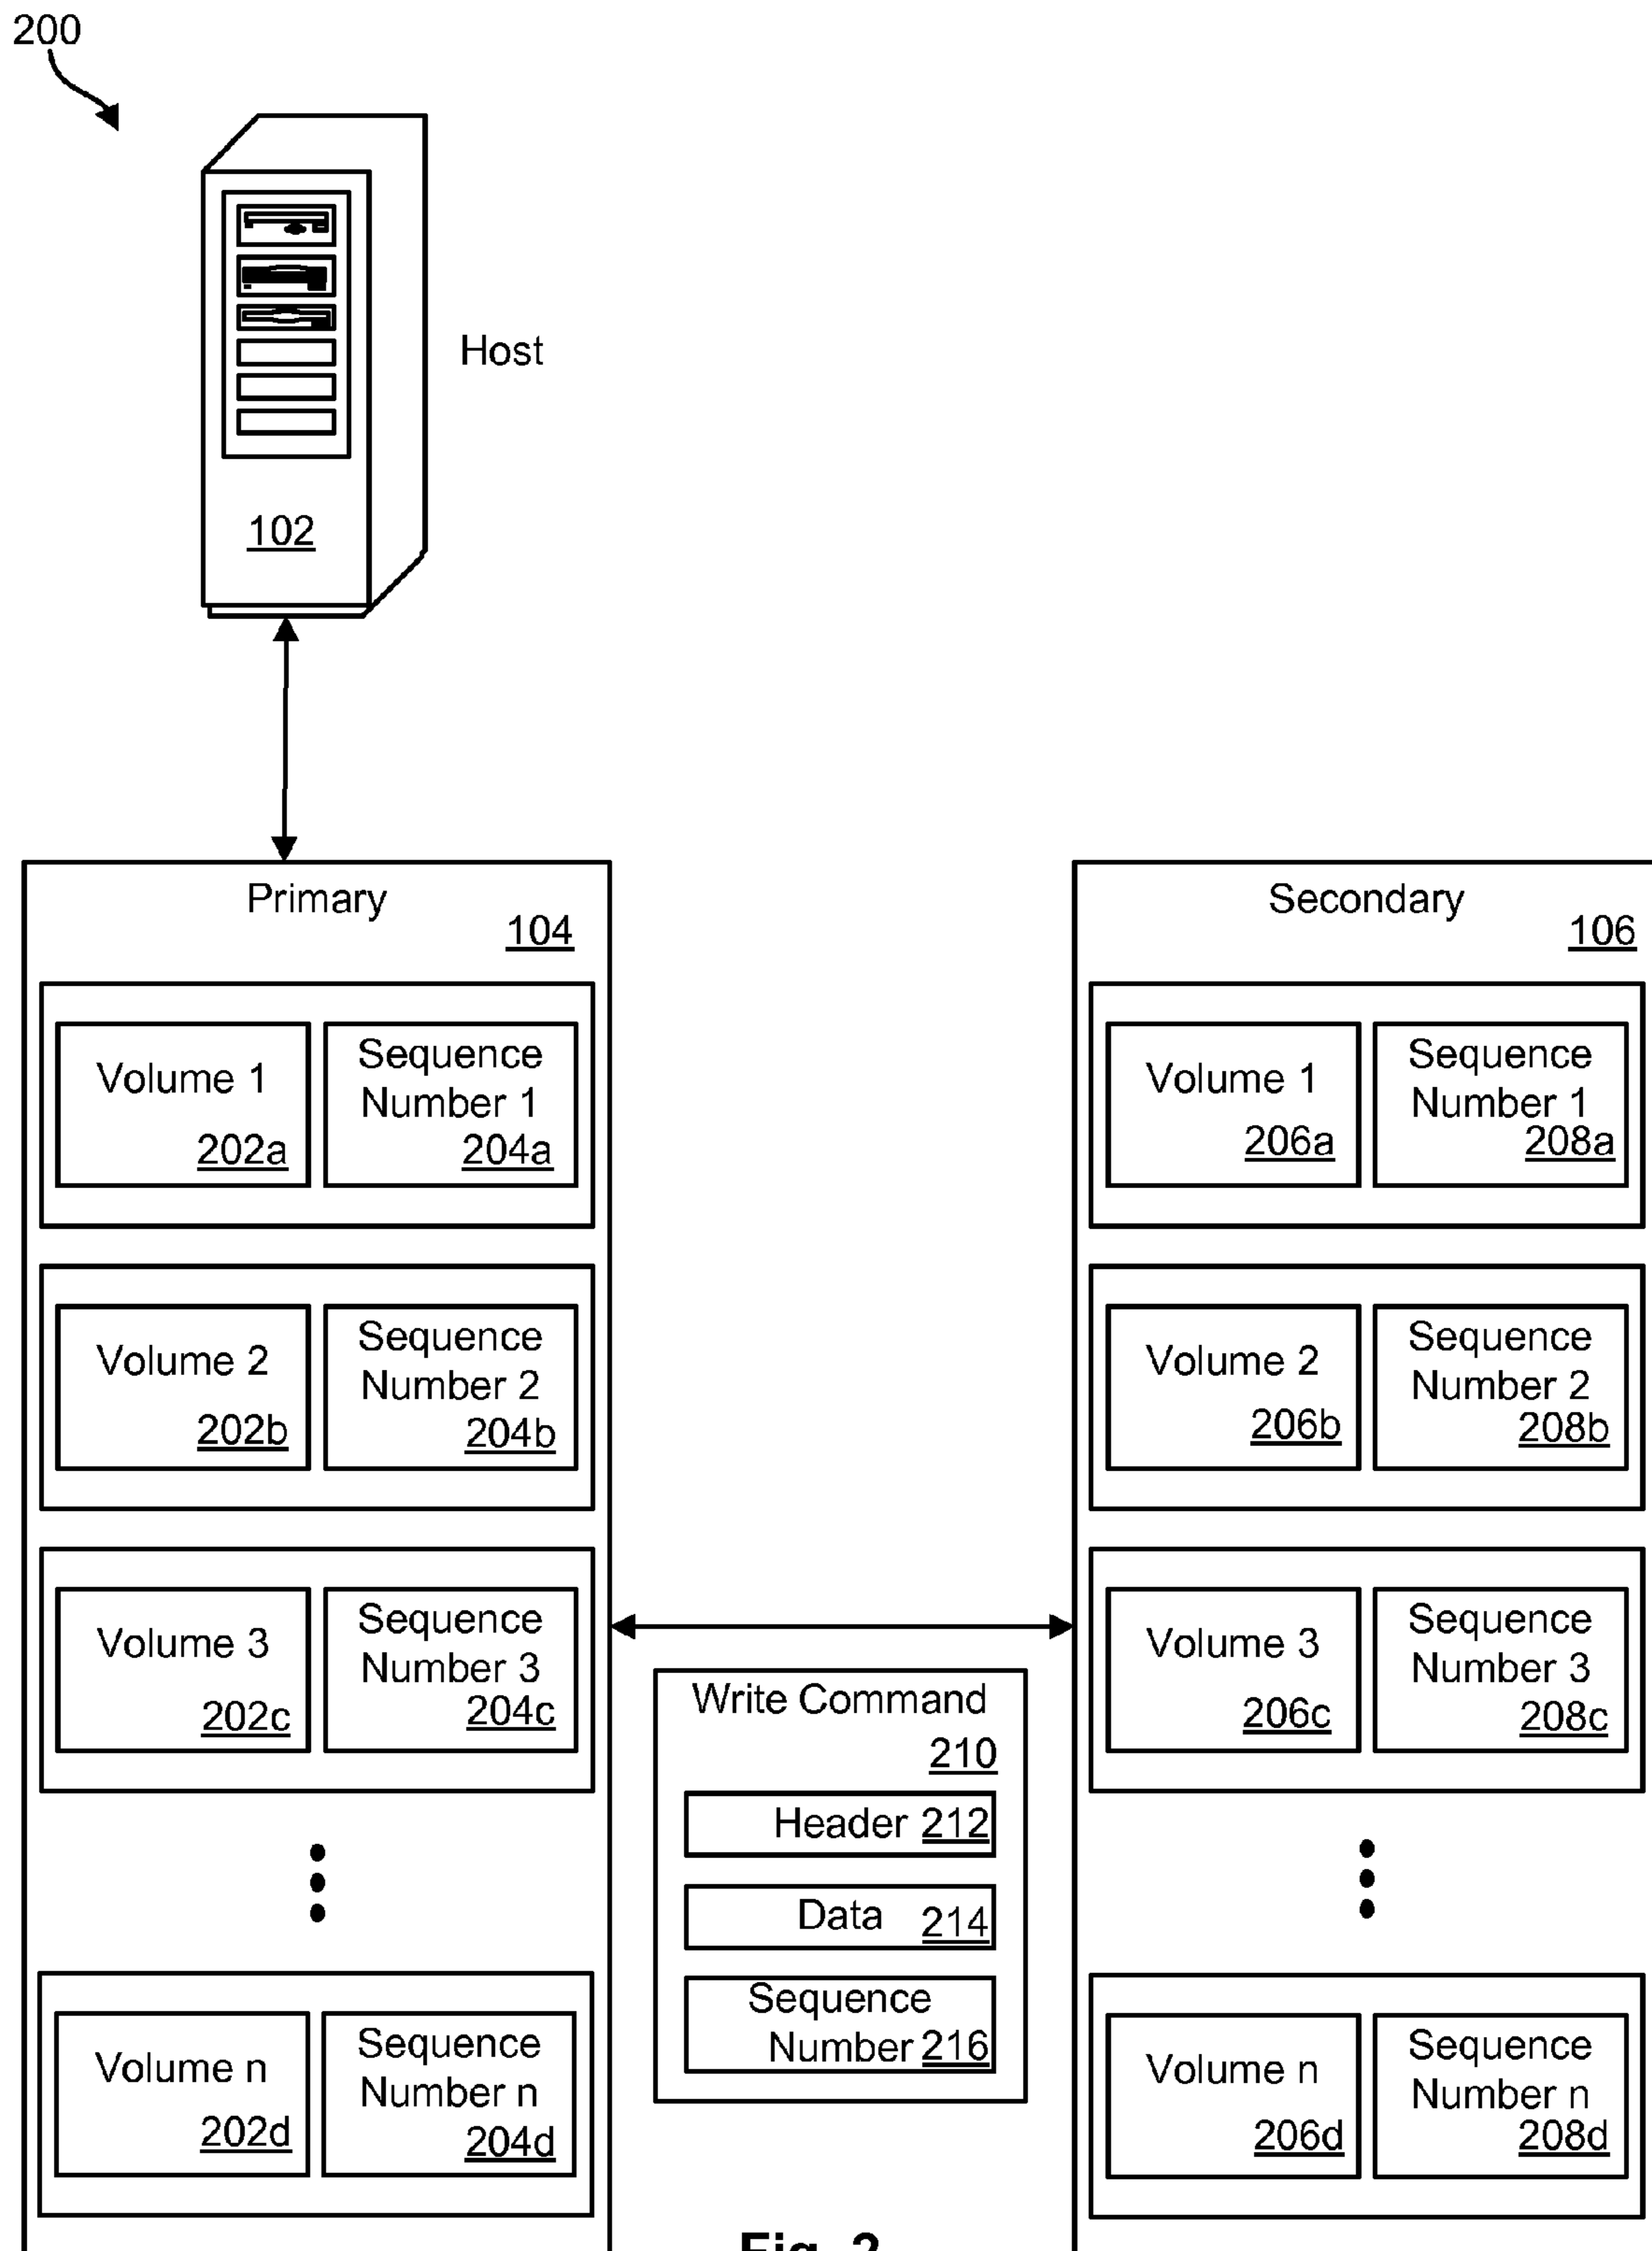 200
Host
102
Primary
104
Volume 1
202a
Sequence
Number 1
204a
Volume 2
202b
Sequence
Number 2
204b
Volume 3
202c
Sequence
Number 3
204c
Volume n
202d
Sequence
Number n
204d
Write Command
210
Header 212
Data 214
Sequence
Number 216
Secondary
106
Volume 1
206a
Sequence
Number 1
208a
Volume 2
206b
Sequence
Number 2
208b
Volume 3
206c
Sequence
Number 3
208c
Volume n
206d
Sequence
Number n
208d
Fig. 2